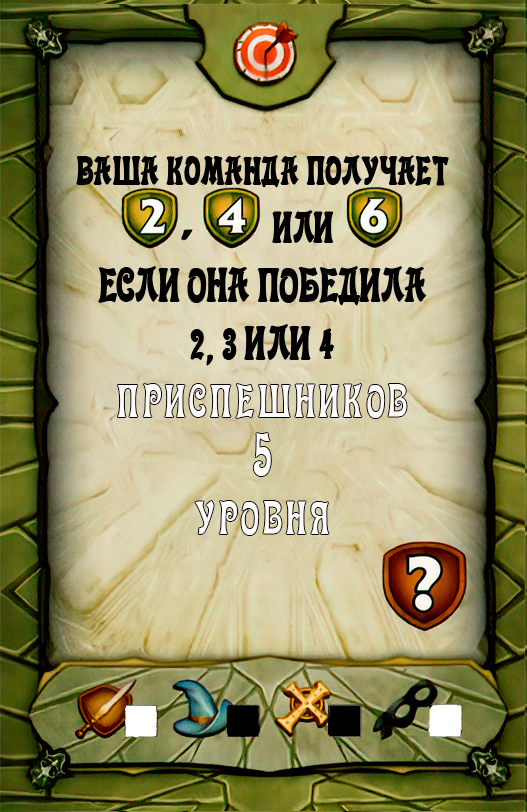 ВАША КОМАНДА ПОЛУЧАЕТ
2, 4 ИЛИ 6
ЕСЛИ ОНА ПОБЕДИЛА
2, 3 ИЛИ 4
ПРИСПЕШНИКОВ
5
УРОВНЯ
?